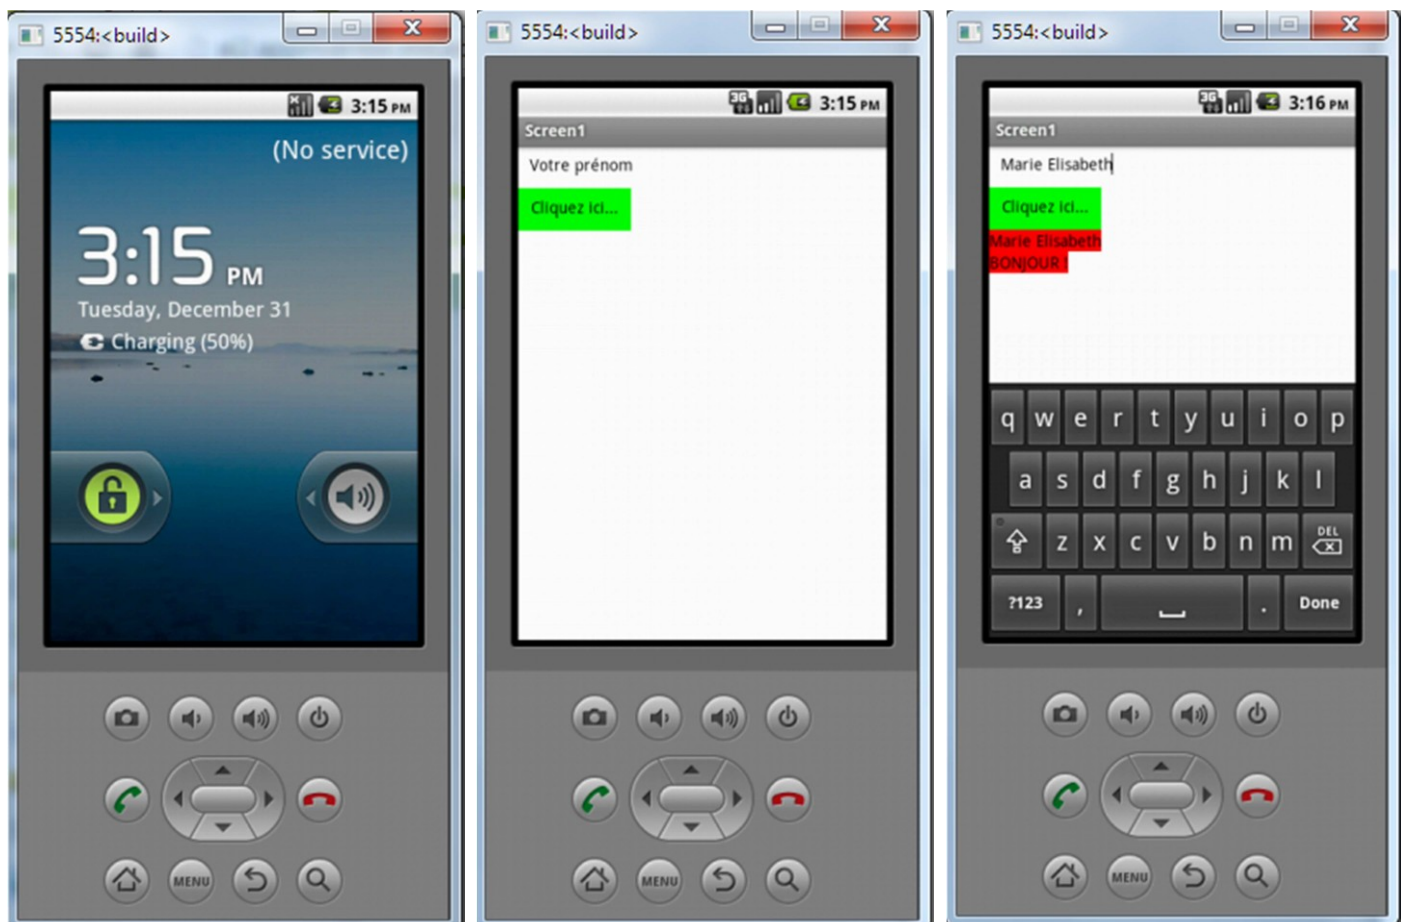 5554:<build>
3:15 PM
(No service)
3:15 PM
Tuesday, December 31
Charging (50%)
MENU
5554:<build>
3G
3:15 PM
Screen1
Votre prénom
Cliquez ici...
MENU
5554:<build>
3G
3:16 PM
Screen1
Marie Elisabeth
Cliquez ici...
Marie Elisabeth
BONJOUR !
q w e r t y u i o p
a s d f g h j k l
z x c v b n m DEL
?123 , . Done
MENU